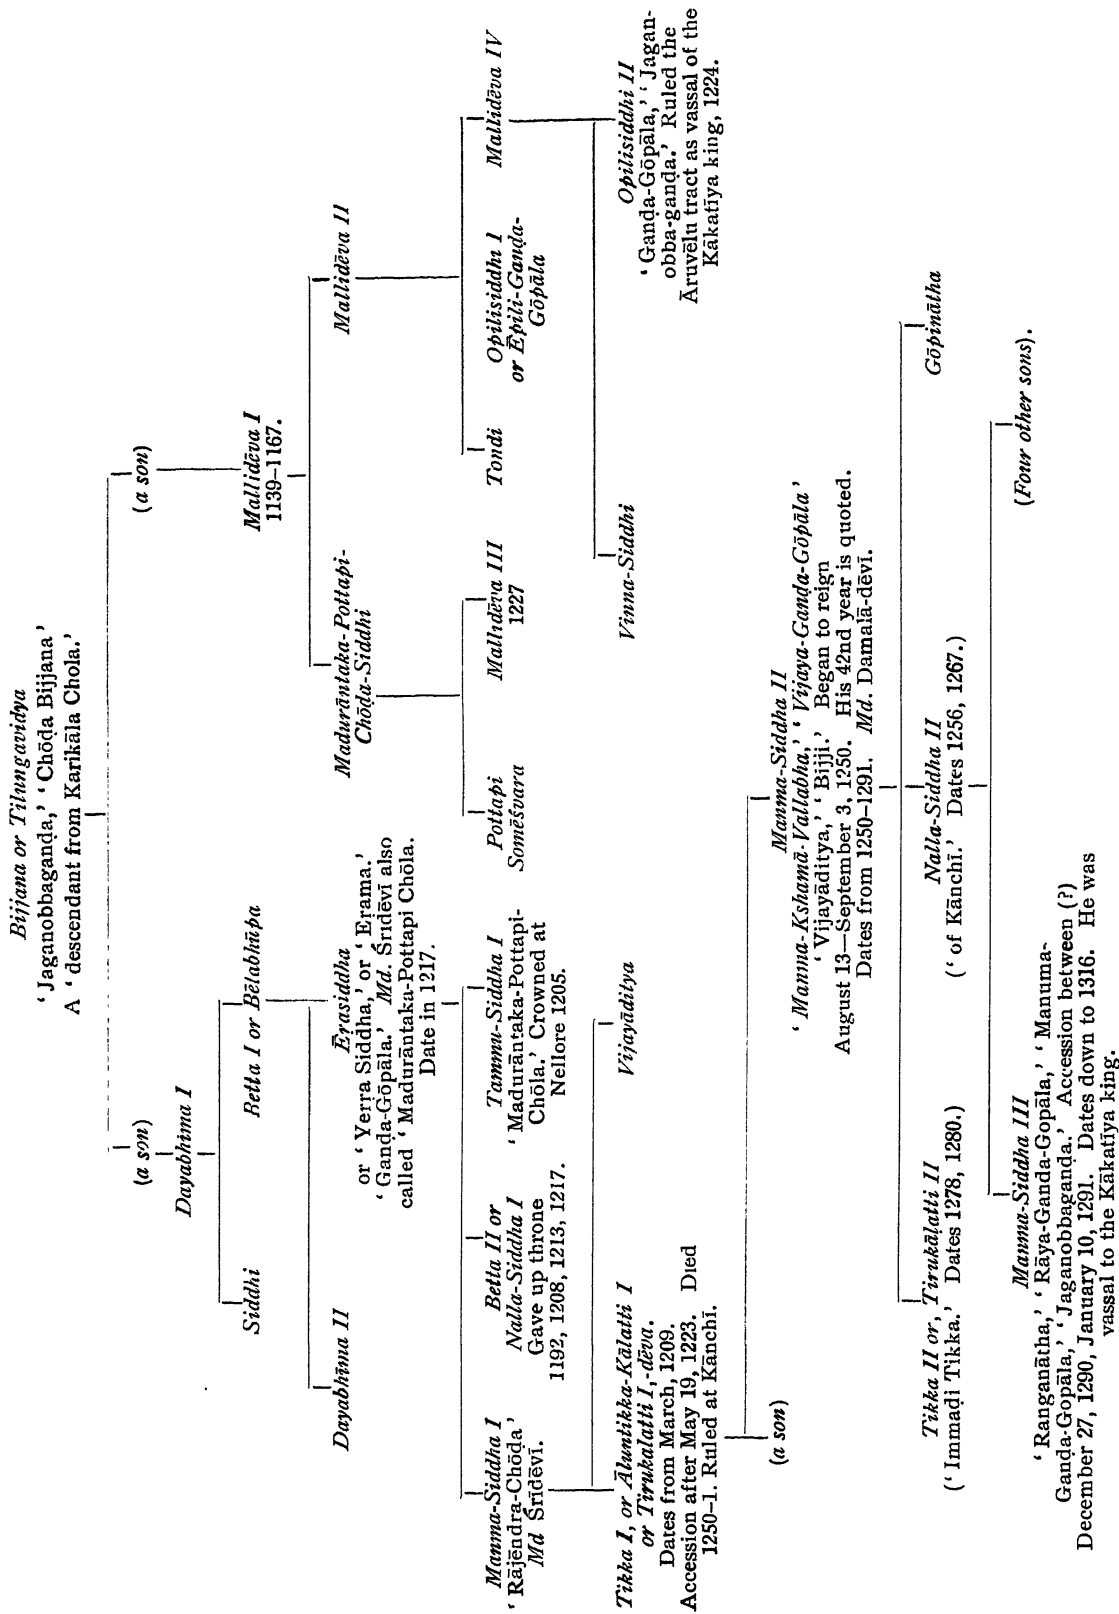 Bijjana or Tilungavidya
'Jaganobbagaṇḍa,' 'Chōḍa Bijjana'
A 'descendant from Karikāla Chola.'
(a son)
(a son)
Dayabhima I
Mallidēva I
1139–1167.
Siddhi
Betta I or Bētabhūpa
Madurāntaka-Pottapi-
Chōḍa-Siddhi
Mallidēva II
Dayabhīma II
Ēṛasiddha
or 'Yeṛṛa Siddha,' or 'Eṛama.'
'Gaṇḍa-Gōpāla.' Md. Śrīdēvī also
called 'Madurāntaka-Pottapi Chōla.
Date in 1217.
Manma-Siddha I
'Rājēndra-Chōḍa.'
Md Śrīdēvī.
Betta II or
Nalla-Siddha I
Gave up throne
1192, 1208, 1213, 1217.
Tammu-Siddha I
'Madurāntaka-Pottapi-
Chōla.' Crowned at
Nellore 1205.
Pottapi
Somēśvara
Mallidēva III
1227
Tondi
Opilisiddhi I
or Ēpili-Gaṇḍa-
Gōpāla
Mallidēva IV
Tikka I, or Āluntikka-Kālatti I
or Tirukalatti I,-dēva.
Dates from March, 1209.
Accession after May 19, 1223. Died
1250–1. Ruled at Kānchī.
Vijayāditya
Vinna-Siddhi
Opilisiddhi II
'Gaṇḍa-Gōpāla,' 'Jagan-
obba-gaṇḍa.' Ruled the
Āruvēlu tract as vassal of the
Kākatīya king, 1224.
(a son)
Manma-Siddha II
'Manma-Kshamā-Vallabha,' 'Vijaya-Gaṇḍa-Gōpāla'
'Vijayāditya,' 'Bijji.' Began to reign
August 13—September 3, 1250. His 42nd year is quoted.
Dates from 1250–1291. Md. Damalā-dēvī.
Tikka II or, Tirukāḷatti II
('Immaḍi Tikka.' Dates 1278, 1280.)
Nalla-Siddha II
('of Kānchī.' Dates 1256, 1267.)
Gōpinātha
Manma-Siddha III
'Ranganātha,' 'Rāya-Ganda-Gopāla,' 'Manuma-
Gaṇḍa-Gopāla,' 'Jaganobbagaṇḍa.' Accession between (?)
December 27, 1290, January 10, 1291. Dates down to 1316. He was
vassal to the Kākatīya king.
(Four other sons).